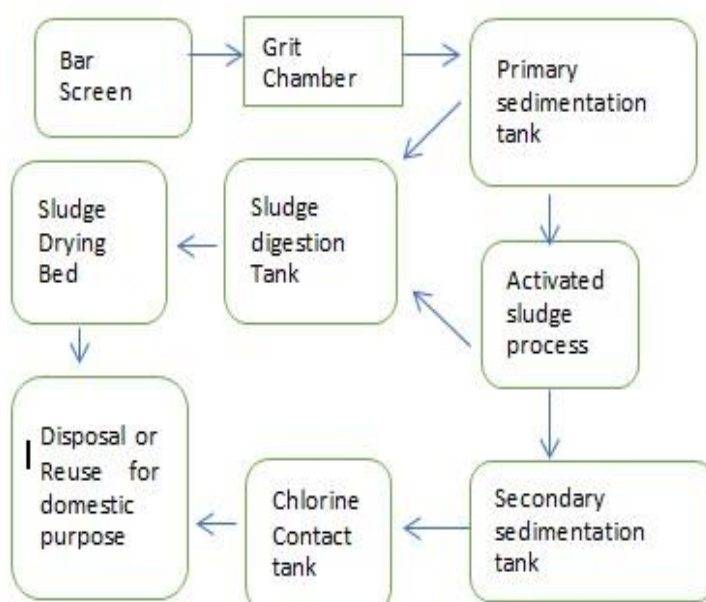 Bar
Screen
Grit
Chamber
Primary
sedimentation
tank
Sludge
Drying
Bed
Sludge
digestion
Tank
Activated
sludge
process
Disposal or
Reuse for
domestic
purpose
Chlorine
Contact
tank
Secondary
sedimentation
tank